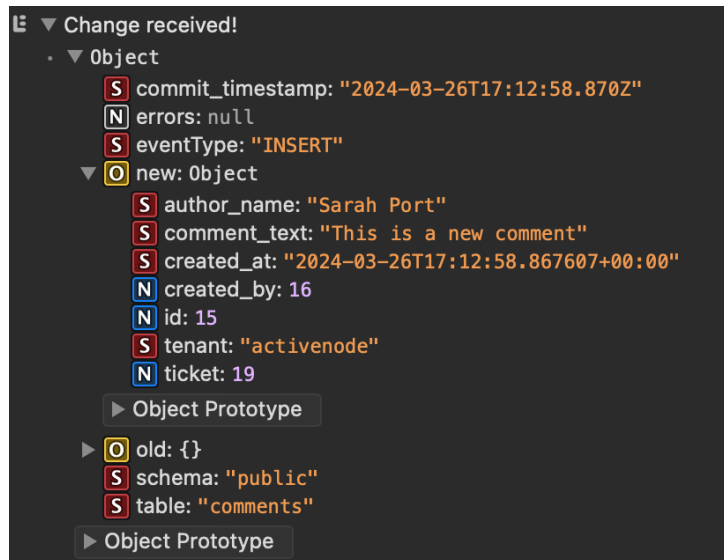 E Change received!
Object
S commit_timestamp: "2024-03-26T17:12:58.870Z"
N errors: null
S eventType: "INSERT"
O new: Object
S author_name: "Sarah Port"
S comment_text: "This is a new comment"
S created_at: "2024-03-26T17:12:58.867607+00:00"
N created_by: 16
N id: 15
S tenant: "activenode"
N ticket: 19
Object Prototype
O old: {}
S schema: "public"
S table: "comments"
Object Prototype